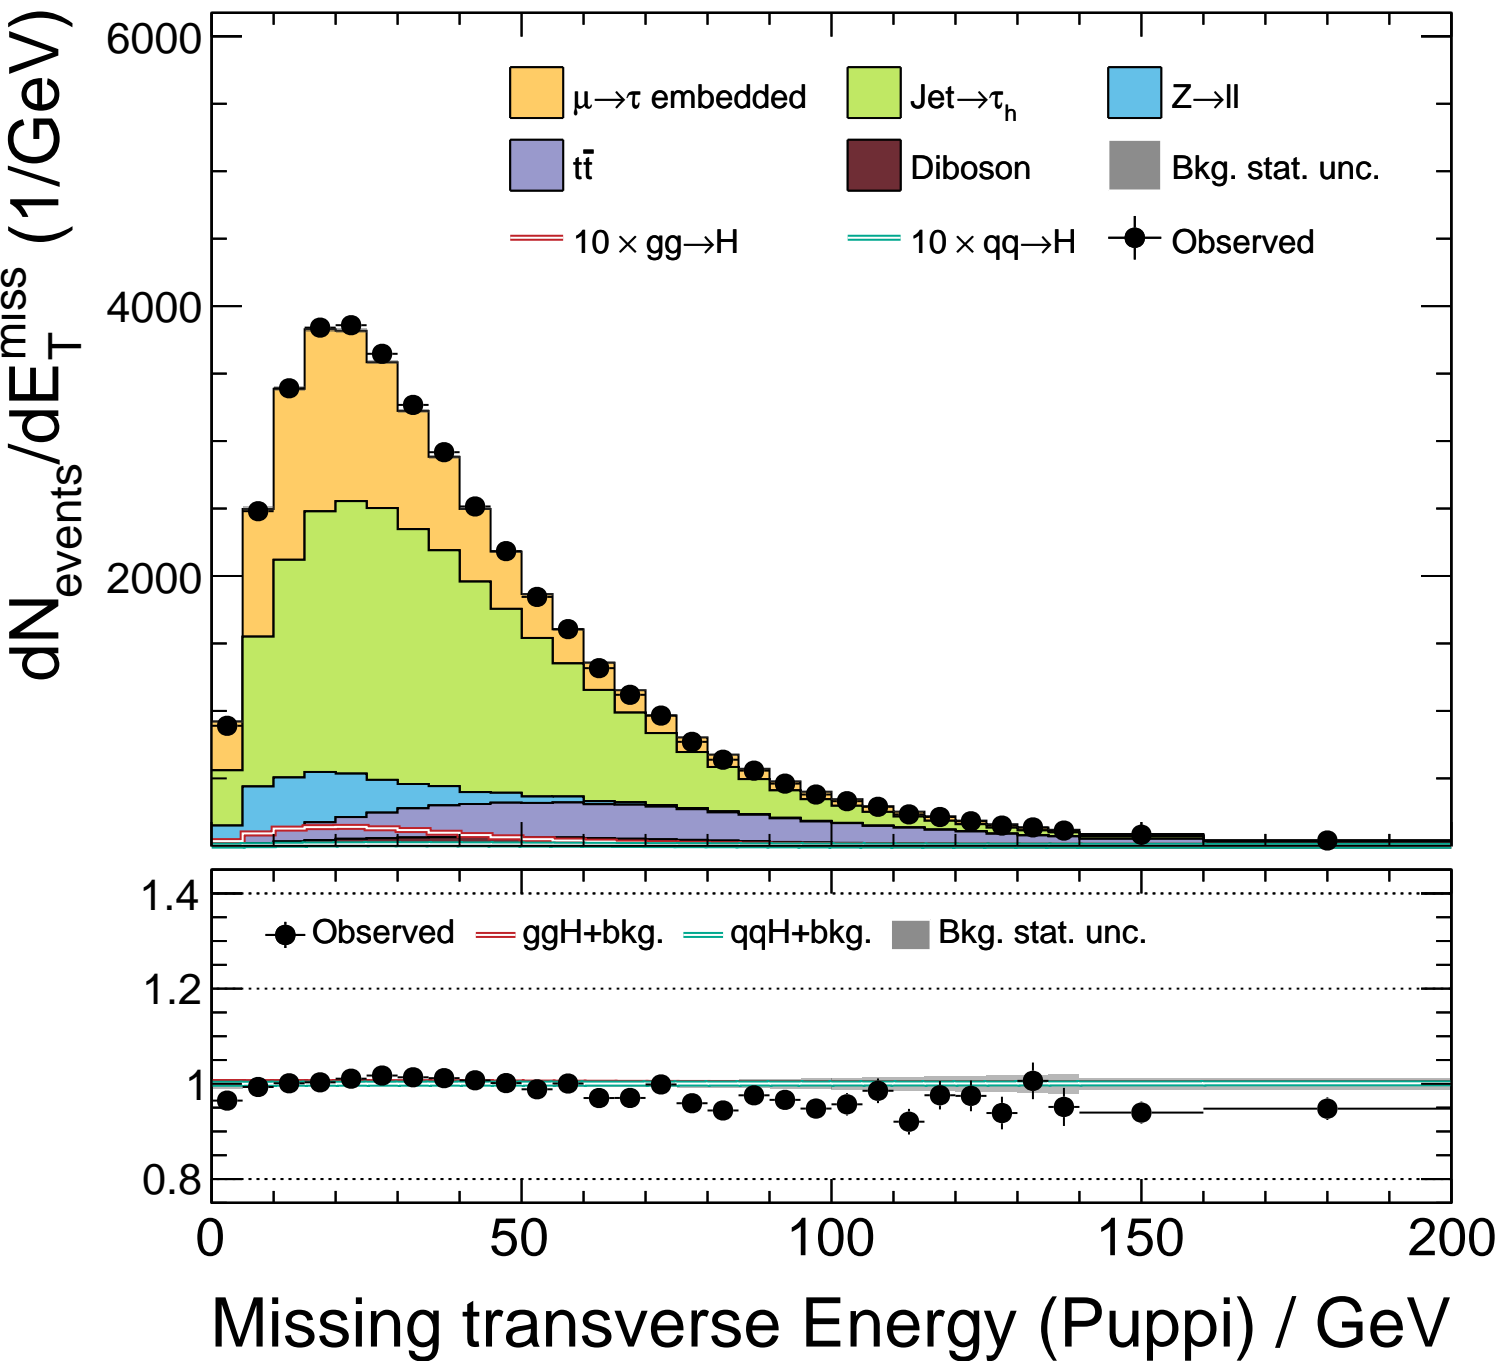 dN_events/dE_T^miss (1/GeV)
6000
4000
2000
μ→τ embedded Jet→τ_h Z→ll
tt̄ Diboson Bkg. stat. unc.
10 × gg→H 10 × qq→H Observed
1.4
1.2
1
0.8
Observed ggH+bkg. qqH+bkg. Bkg. stat. unc.
0 50 100 150 200
Missing transverse Energy (Puppi) / GeV